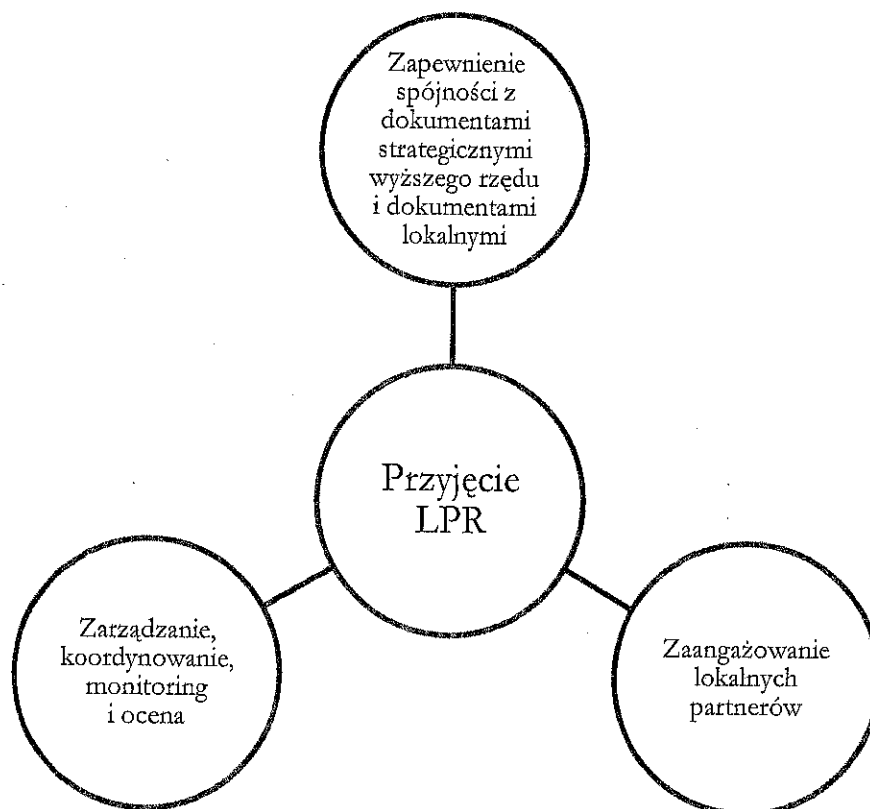 Zapewnienie
spójności z
dokumentami
strategicznymi
wyższego rzędu
i dokumentami
lokalnymi
Przyjęcie
LPR
Zarządzanie,
koordynowanie,
monitoring
i ocena
Zaangażowanie
lokalnych
partnerów